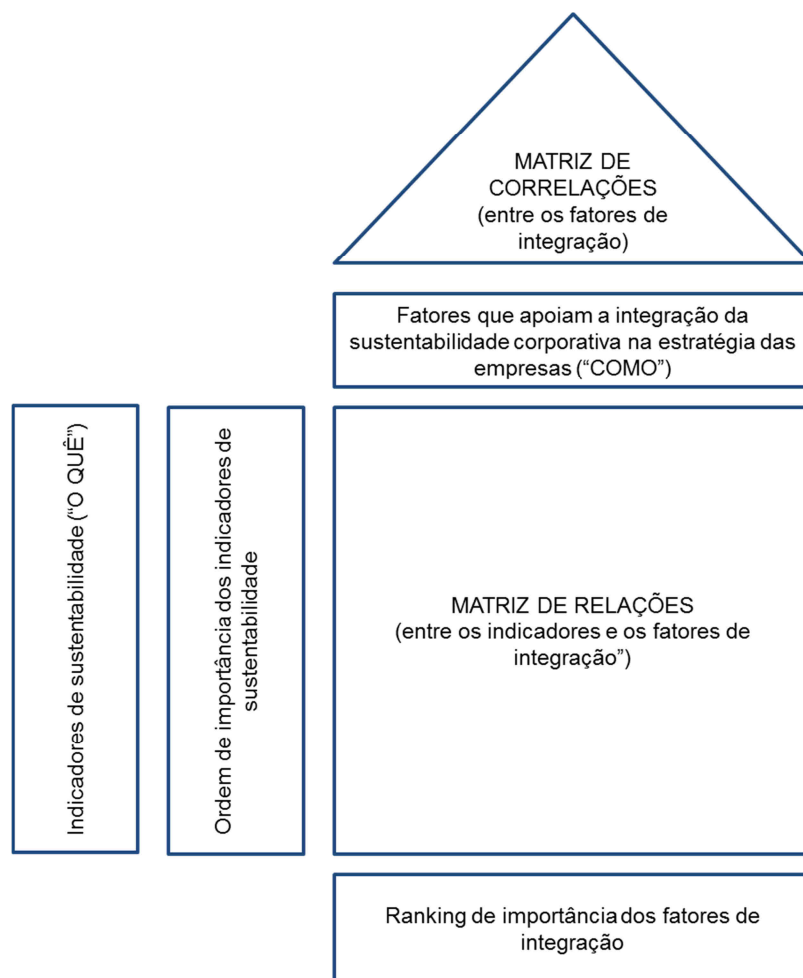 MATRIZ DE
CORRELAÇÕES
(entre os fatores de
integração)
Fatores que apoiam a integração da
sustentabilidade corporativa na estratégia das
empresas (“COMO”)
Indicadores de sustentabilidade (“O QUÊ”)
Ordem de importância dos indicadores de
sustentabilidade
MATRIZ DE RELAÇÕES
(entre os indicadores e os fatores de
integração”)
Ranking de importância dos fatores de
integração